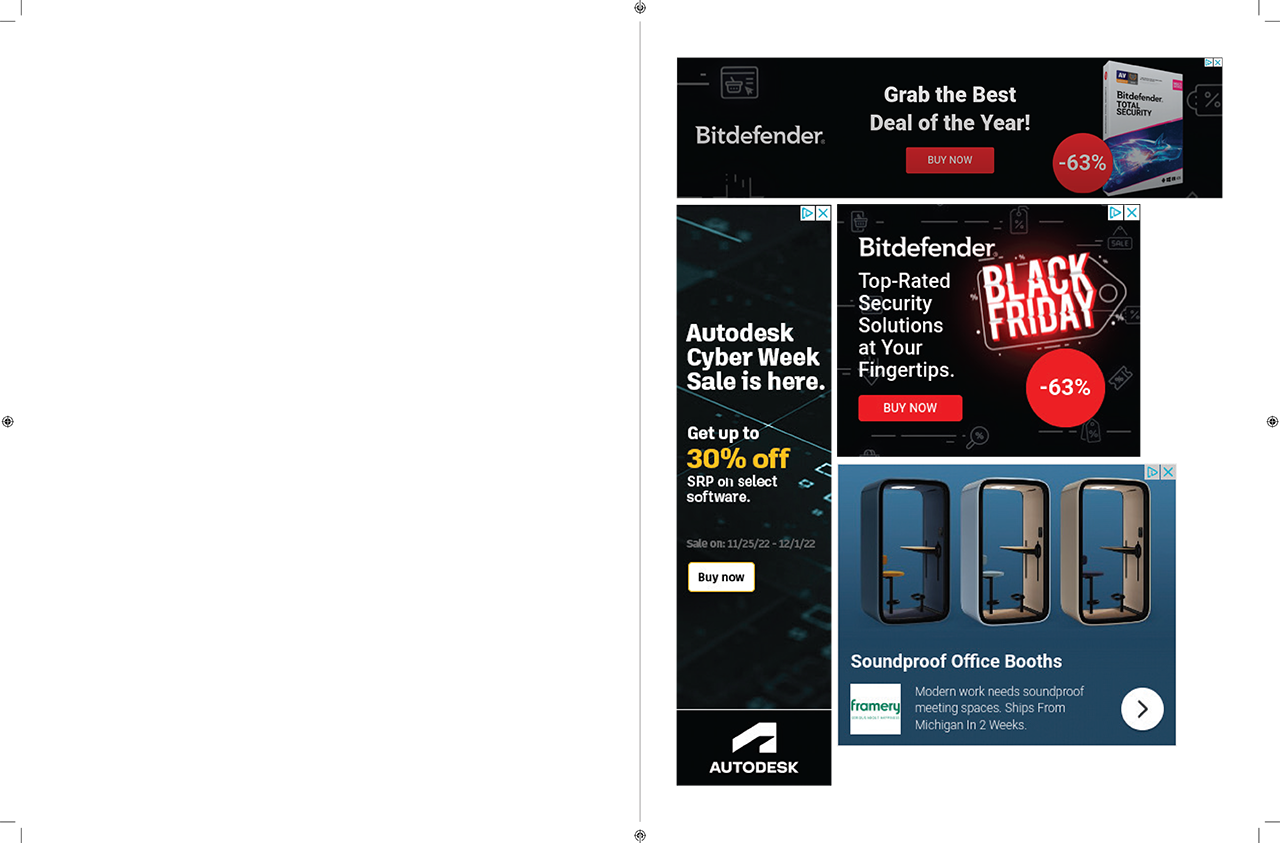 Bitdefender
Grab the Best
Deal of the Year!
BUY NOW
-63%
Bitdefender
TOTAL
SECURITY
AV
Autodesk
Cyber Week
Sale is here.
Get up to
30% off
SRP on select
software.
Sale on: 11/25/22 - 12/1/22
Buy now
AUTODESK
Bitdefender
Top-Rated
Security
Solutions
at Your
Fingertips.
BUY NOW
BLACK
FRIDAY
-63%
SALE
Soundproof Office Booths
framery
Modern work needs soundproof
meeting spaces. Ships From
Michigan In 2 Weeks.